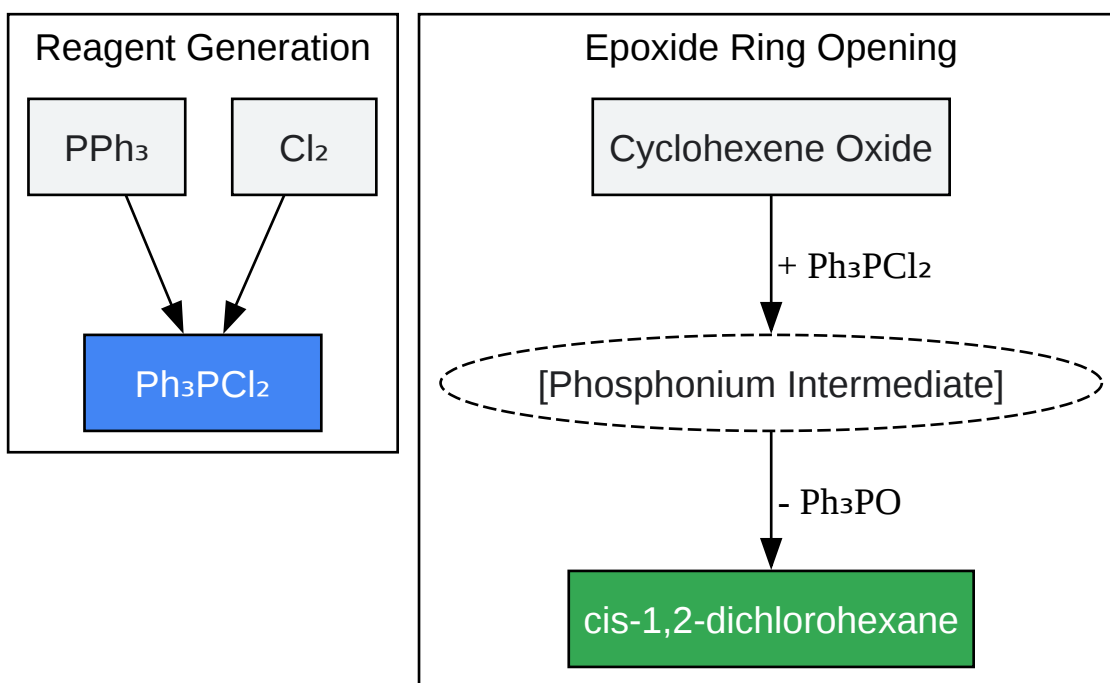 Reagent Generation
PPh₃
Cl₂
Ph₃PCl₂
Epoxide Ring Opening
Cyclohexene Oxide
+ Ph₃PCl₂
[Phosphonium Intermediate]
- Ph₃PO
cis-1,2-dichlorohexane